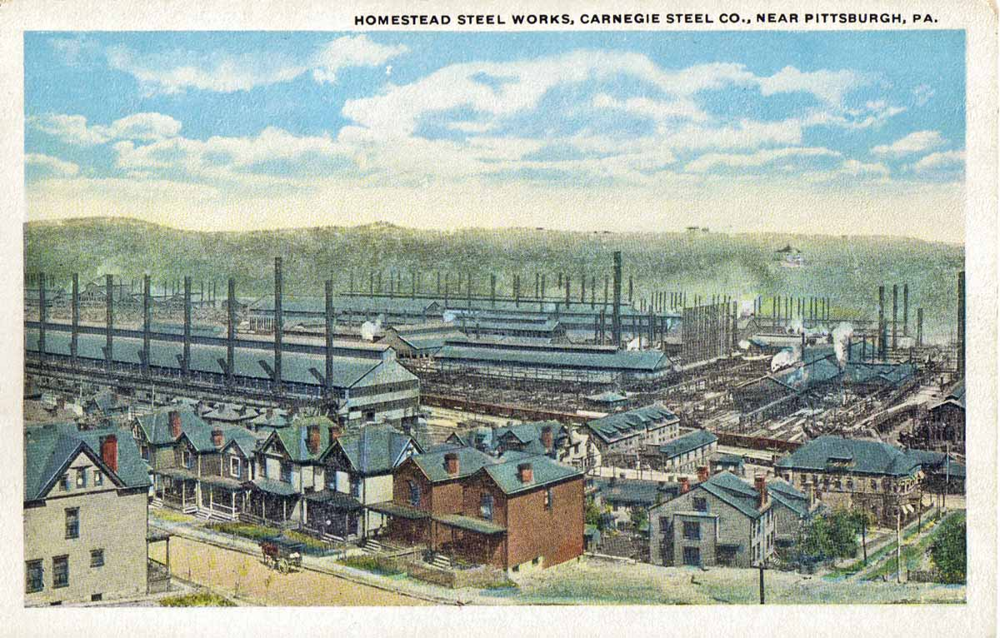 HOMESTEAD STEEL WORKS, CARNEGIE STEEL CO., NEAR PITTSBURGH, PA.